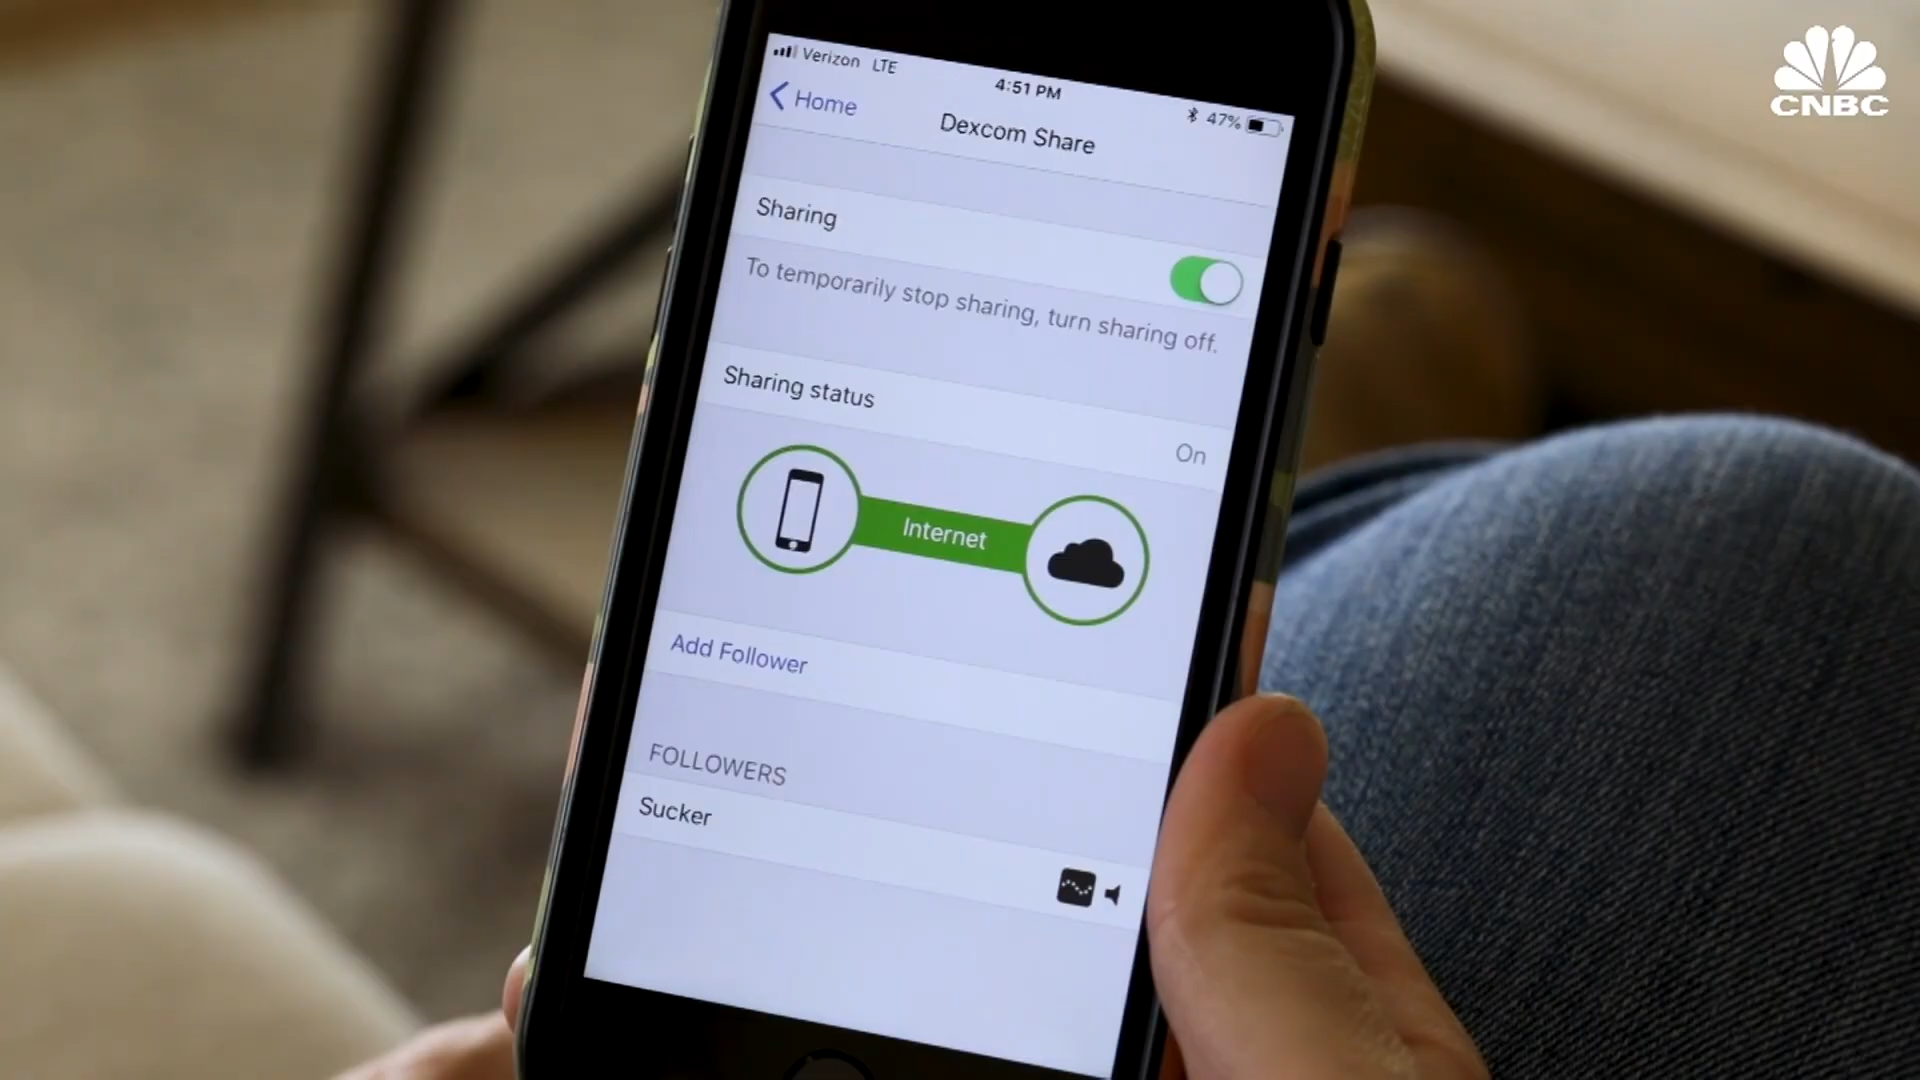 Verizon LTE
4:51 PM
47%
Home
Dexcom Share
Sharing
To temporarily stop sharing, turn sharing off.
Sharing status
On
Internet
Add Follower
FOLLOWERS
Sucker
CNBC